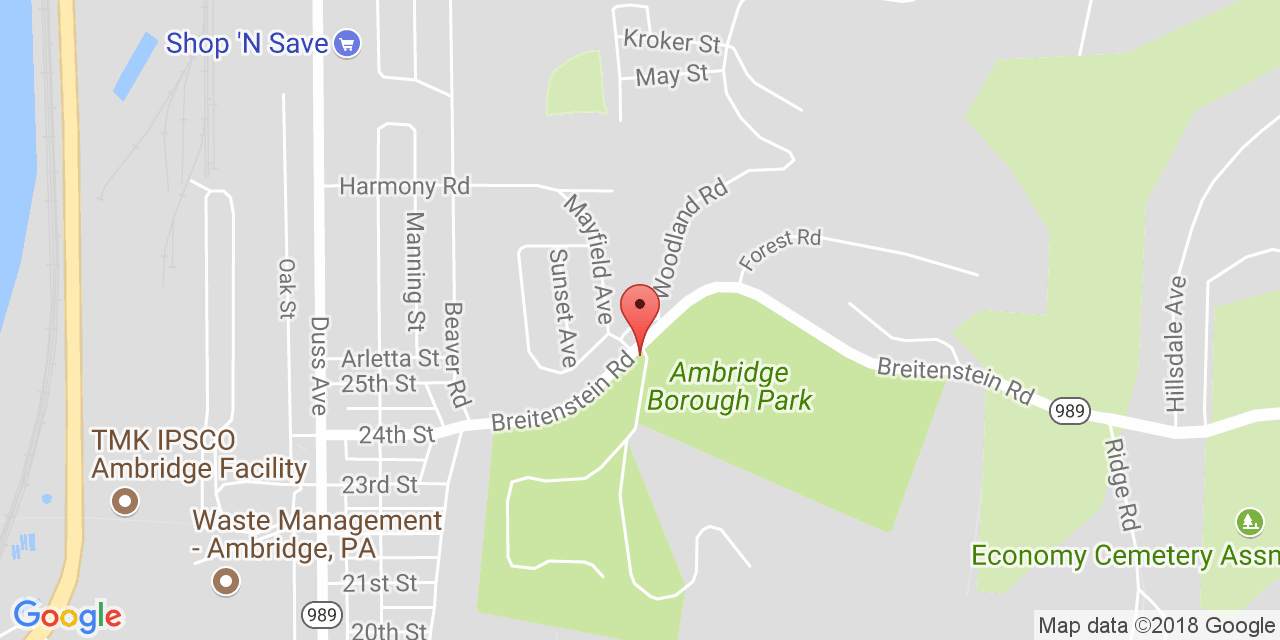 Kroker St
Shop 'N Save
May St
Harmony Rd
Woodland Rd
Mayfield Ave
Manning St
Forest Rd
Sunset Ave
Oak St
Hillsdale Ave
Beaver Rd
Duss Ave
Arletta St
25th St
Ambridge
Borough Park
Breitenstein Rd
Breitenstein Rd
989
24th St
TMK IPSCO
Ambridge Facility
Ridge Rd
23rd St
Waste Management
- Ambridge, PA
Economy Cemetery Assn
21st St
989
Google
20th St
Map data ©2018 Google